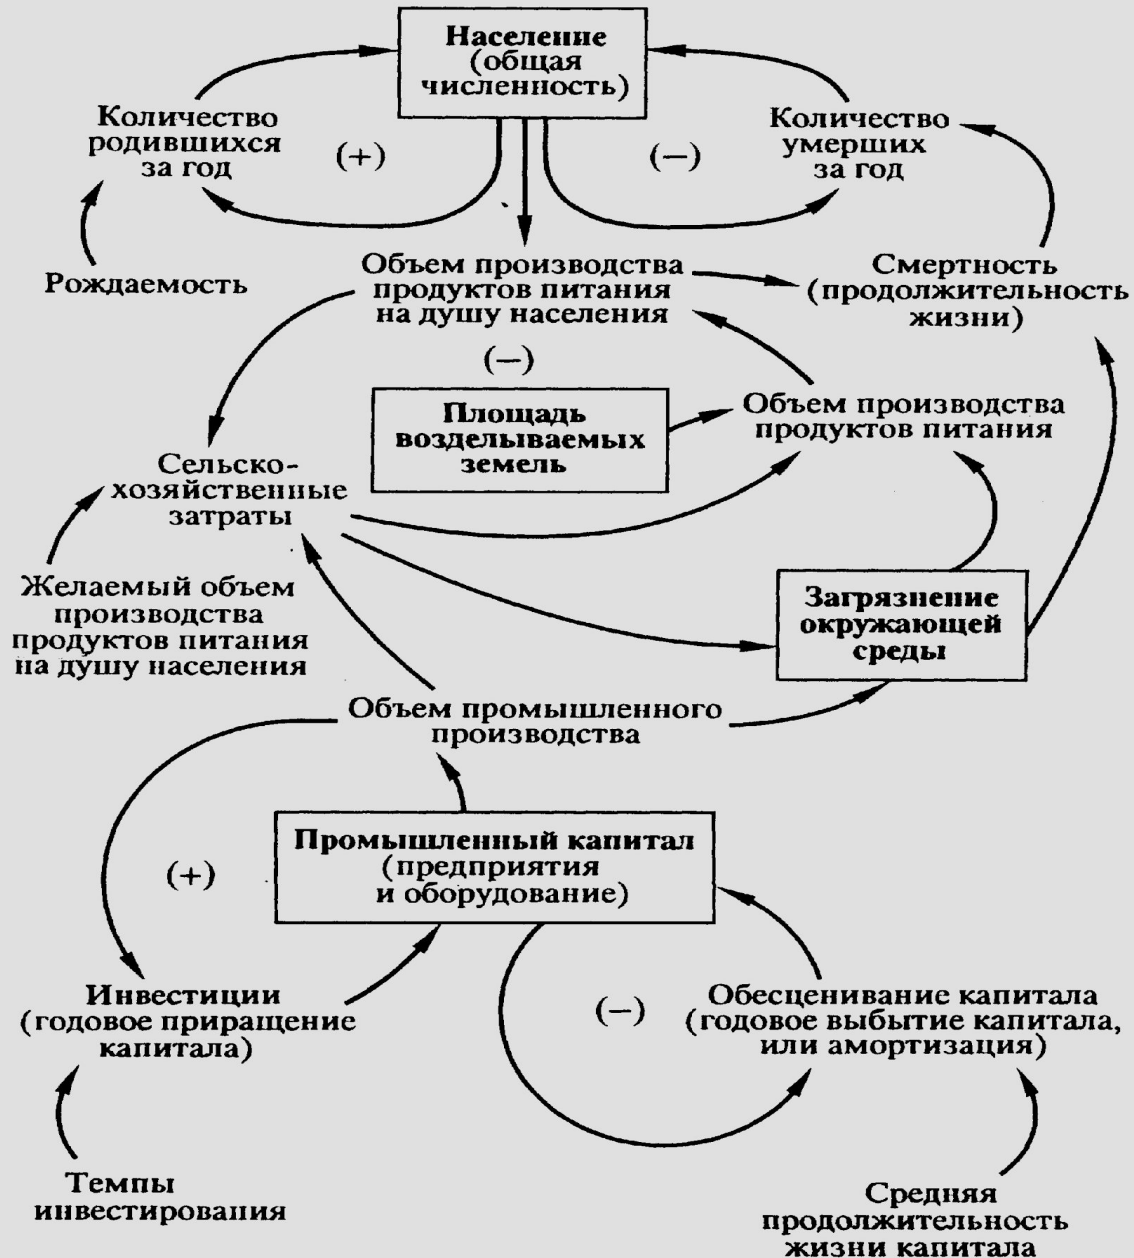 Население
(общая
численность)
Количество
родившихся
за год
(+)
(−)
Количество
умерших
за год
Рождаемость
Объем производства
продуктов питания
на душу населения
Смертность
(продолжительность
жизни)
(−)
Площадь
возделываемых
земель
Объем производства
продуктов питания
Сельско-
хозяйственные
затраты
Желаемый объем
производства
продуктов питания
на душу населения
Загрязнение
окружающей
среды
Объем промышленного
производства
Промышленный капитал
(предприятия
и оборудование)
(+)
Инвестиции
(годовое приращение
капитала)
(−)
Обесценивание капитала
(годовое выбытие капитала,
или амортизация)
Темпы
инвестирования
Средняя
продолжительность
жизни капитала